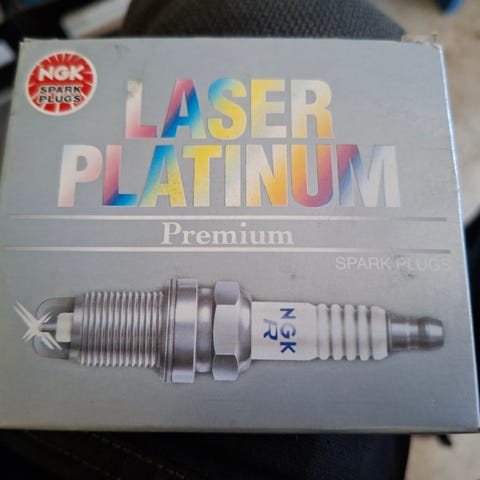 NGK
SPARK
PLUGS
LASER
PLATINUM
Premium
SPARK PLUGS
NGK
R